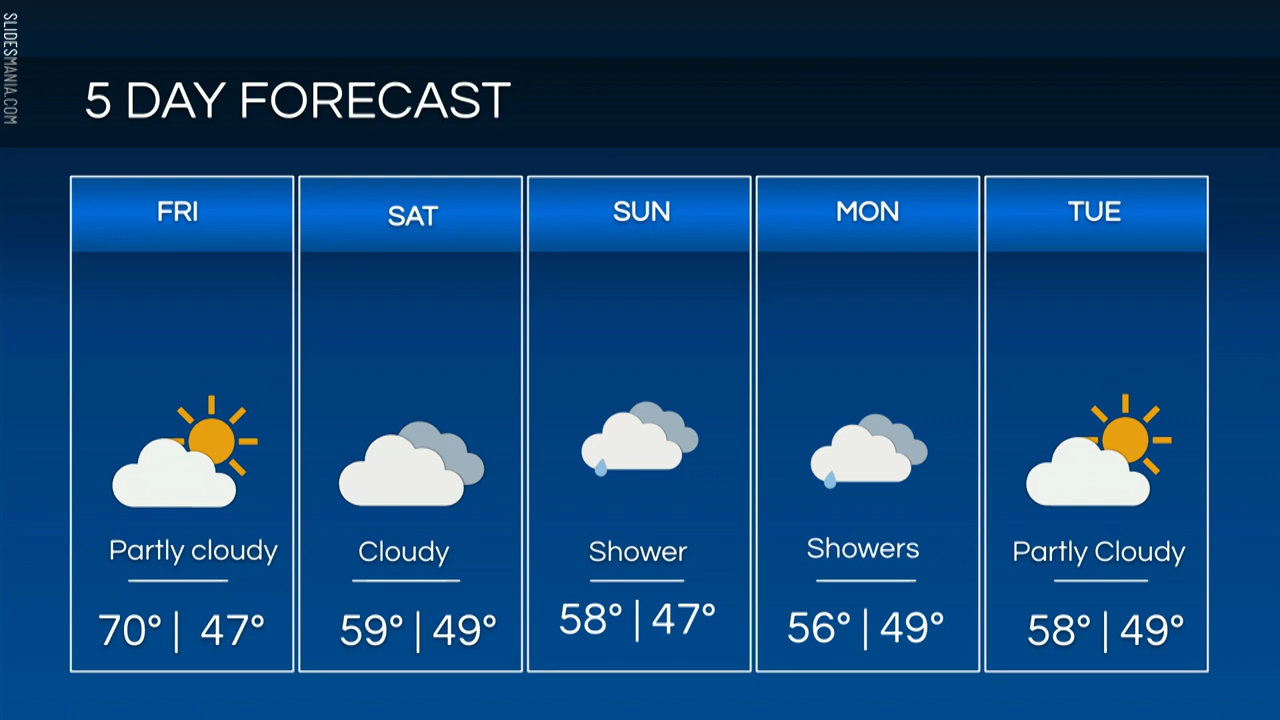 SLIDESMANIA.COM
5 DAY FORECAST
FRI
Partly cloudy
70° | 47°
SAT
Cloudy
59° | 49°
SUN
Shower
58° | 47°
MON
Showers
56° | 49°
TUE
Partly Cloudy
58° | 49°